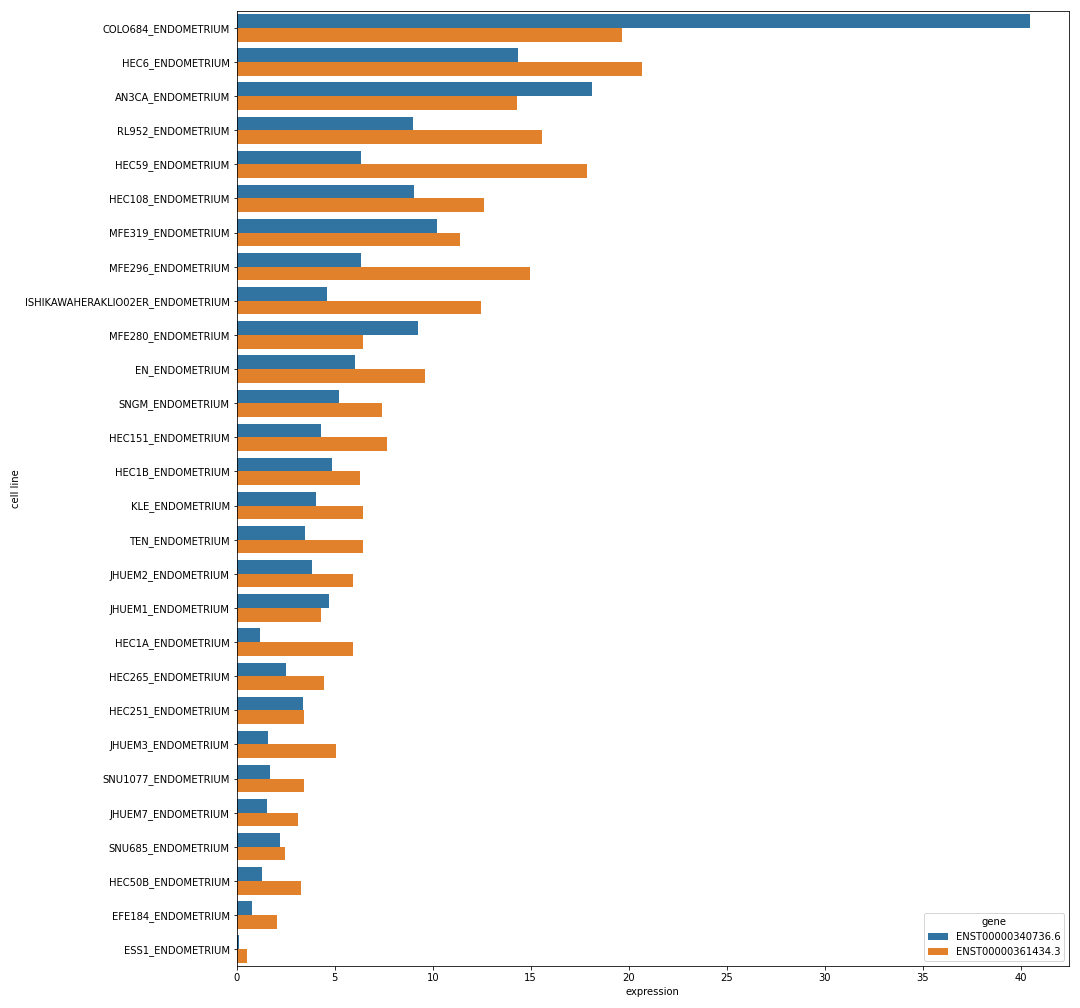 COLO684_ENDOMETRIUM
HEC6_ENDOMETRIUM
AN3CA_ENDOMETRIUM
RL952_ENDOMETRIUM
HEC59_ENDOMETRIUM
HEC108_ENDOMETRIUM
MFE319_ENDOMETRIUM
MFE296_ENDOMETRIUM
ISHIKAWAHERAKLIO02ER_ENDOMETRIUM
MFE280_ENDOMETRIUM
EN_ENDOMETRIUM
SNGM_ENDOMETRIUM
HEC151_ENDOMETRIUM
HEC1B_ENDOMETRIUM
KLE_ENDOMETRIUM
TEN_ENDOMETRIUM
JHUEM2_ENDOMETRIUM
JHUEM1_ENDOMETRIUM
HEC1A_ENDOMETRIUM
HEC265_ENDOMETRIUM
HEC251_ENDOMETRIUM
JHUEM3_ENDOMETRIUM
SNU1077_ENDOMETRIUM
JHUEM7_ENDOMETRIUM
SNU685_ENDOMETRIUM
HEC50B_ENDOMETRIUM
EFE184_ENDOMETRIUM
ESS1_ENDOMETRIUM
cell line
gene
ENST00000340736.6
ENST00000361434.3
0 5 10 15 20 25 30 35 40
expression